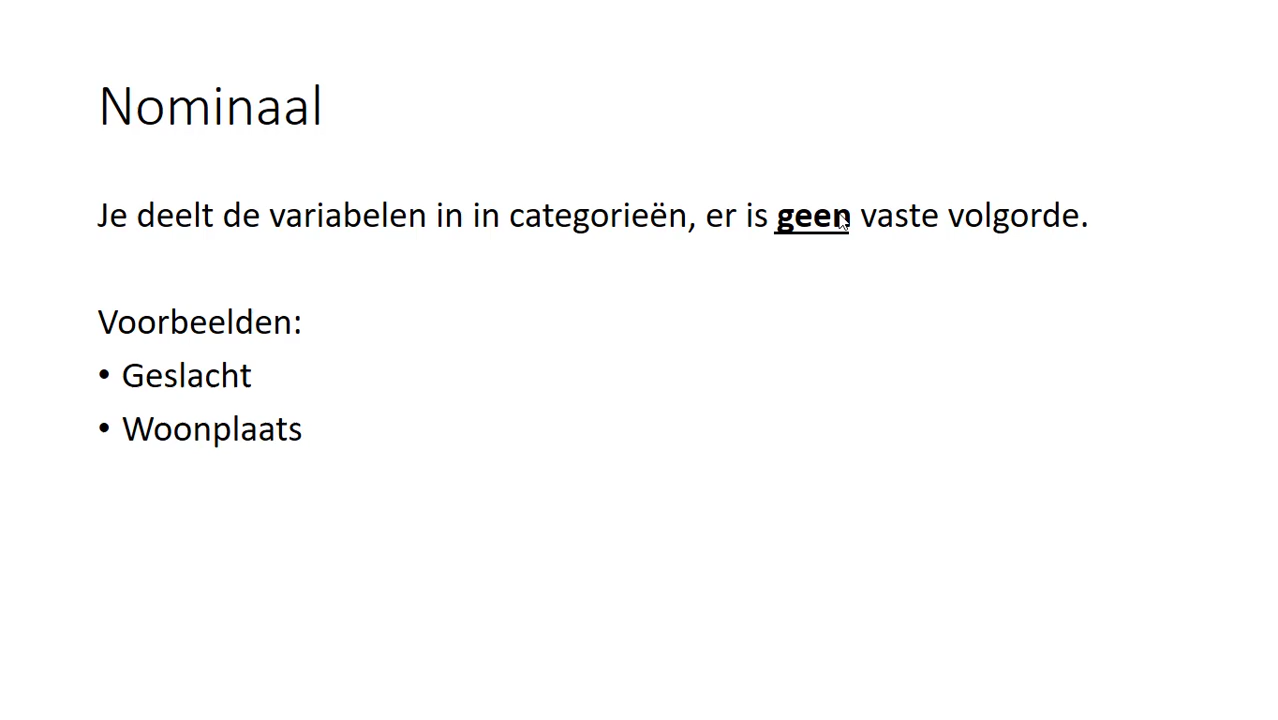 Nominaal
Je deelt de variabelen in in categorieën, er is geen vaste volgorde.
Voorbeelden:
• Geslacht
• Woonplaats